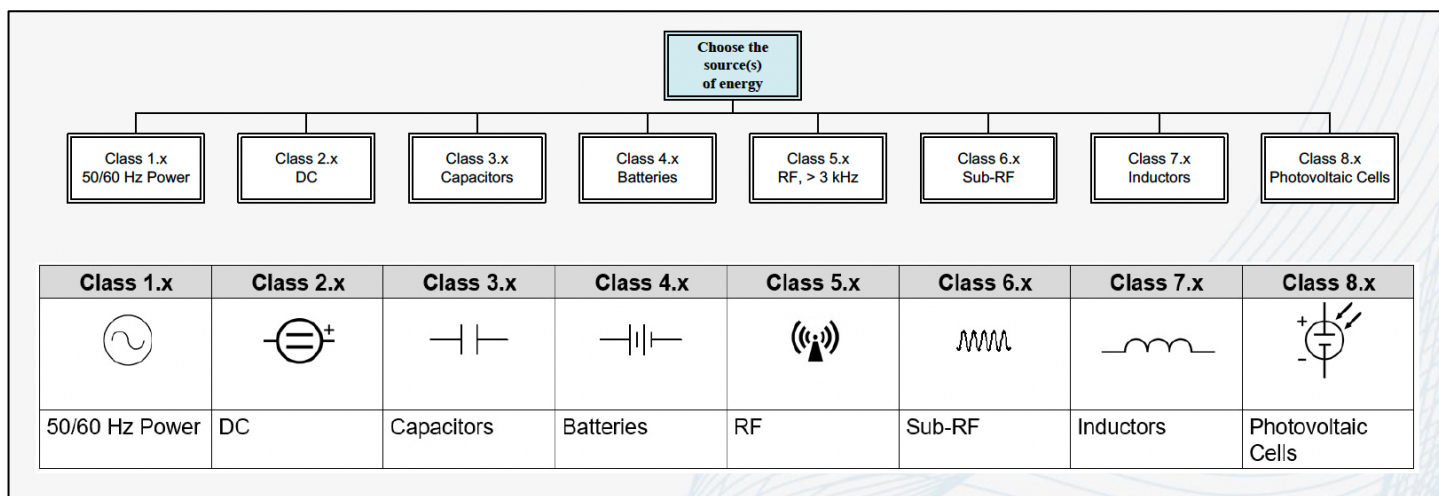 Choose the
source(s)
of energy
Class 1.x
50/60 Hz Power
Class 2.x
DC
Class 3.x
Capacitors
Class 4.x
Batteries
Class 5.x
RF, > 3 kHz
Class 6.x
Sub-RF
Class 7.x
Inductors
Class 8.x
Photovoltaic Cells
Class 1.x
Class 2.x
Class 3.x
Class 4.x
Class 5.x
Class 6.x
Class 7.x
Class 8.x
+
+
-
50/60 Hz Power
DC
Capacitors
Batteries
RF
Sub-RF
Inductors
Photovoltaic
Cells